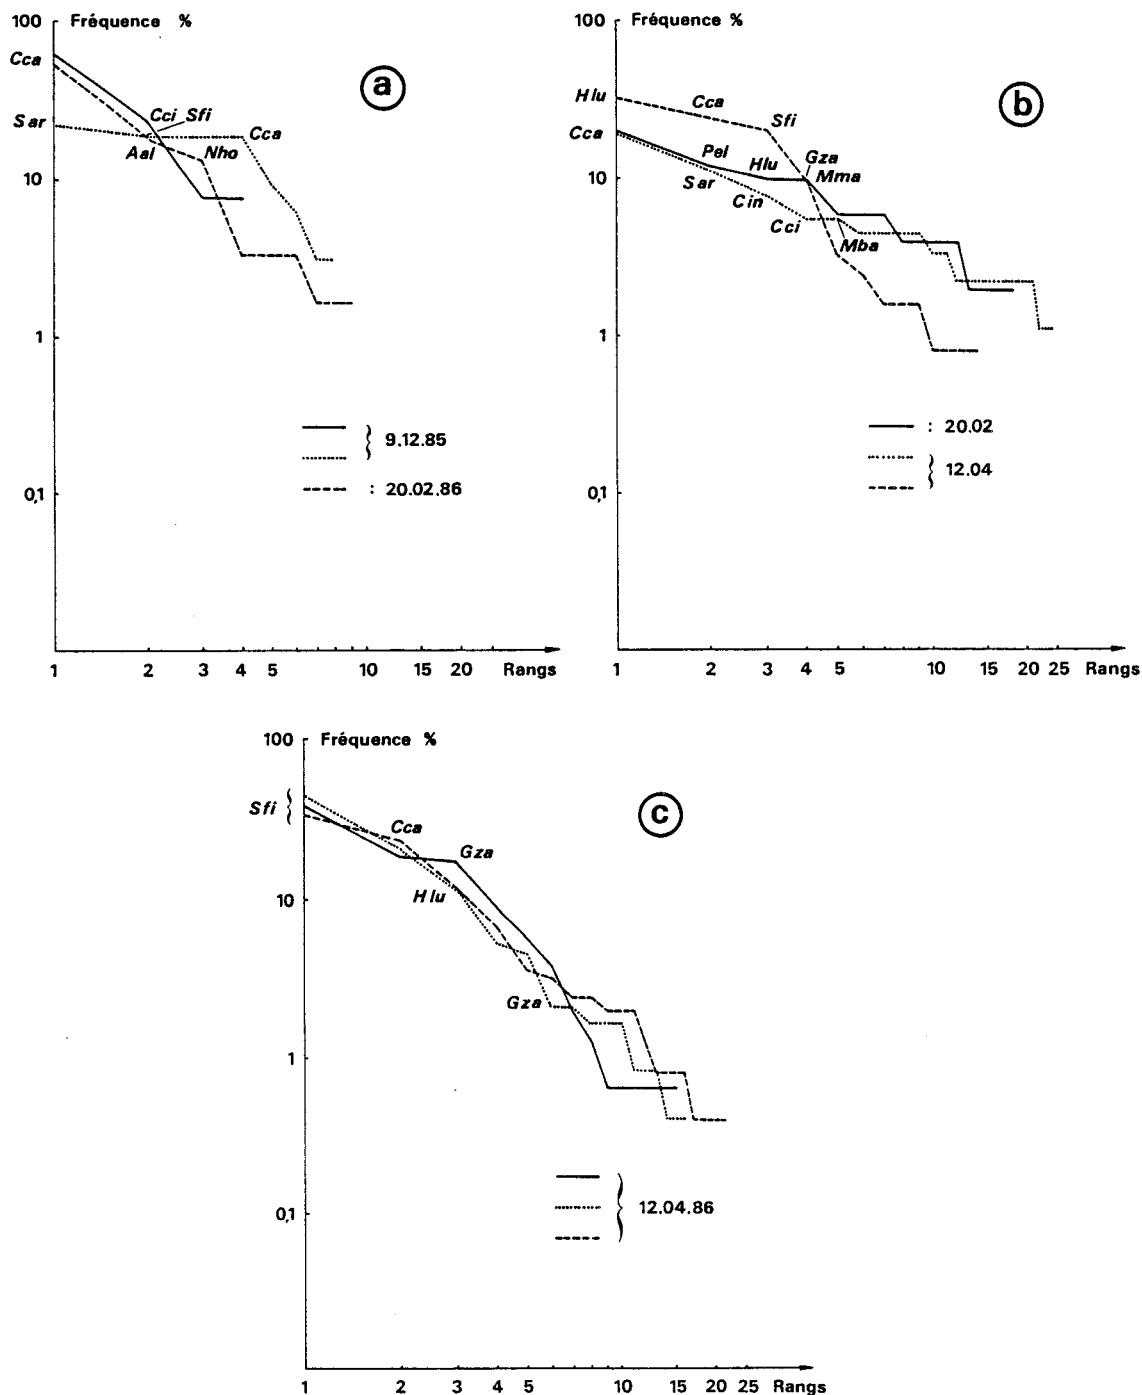 100 Fréquence %
a
Cca
Cci Sfi
Sar
Cca
Aal
Nho
10
1
9.12.85
: 20.02.86
0,1
1 2 3 4 5 10 15 20 Rangs
100 Fréquence %
b
Hlu
Cca
Sfi
Cca
Pel
Hlu
Gza
Mma
10
Sar
Cin
Cci
Mba
1
: 20.02
12.04
0,1
1 2 3 4 5 10 15 20 25 Rangs
100 Fréquence %
c
Sfi
Cca
Gza
Hlu
10
Gza
1
12.04.86
0,1
1 2 3 4 5 10 15 20 25 Rangs